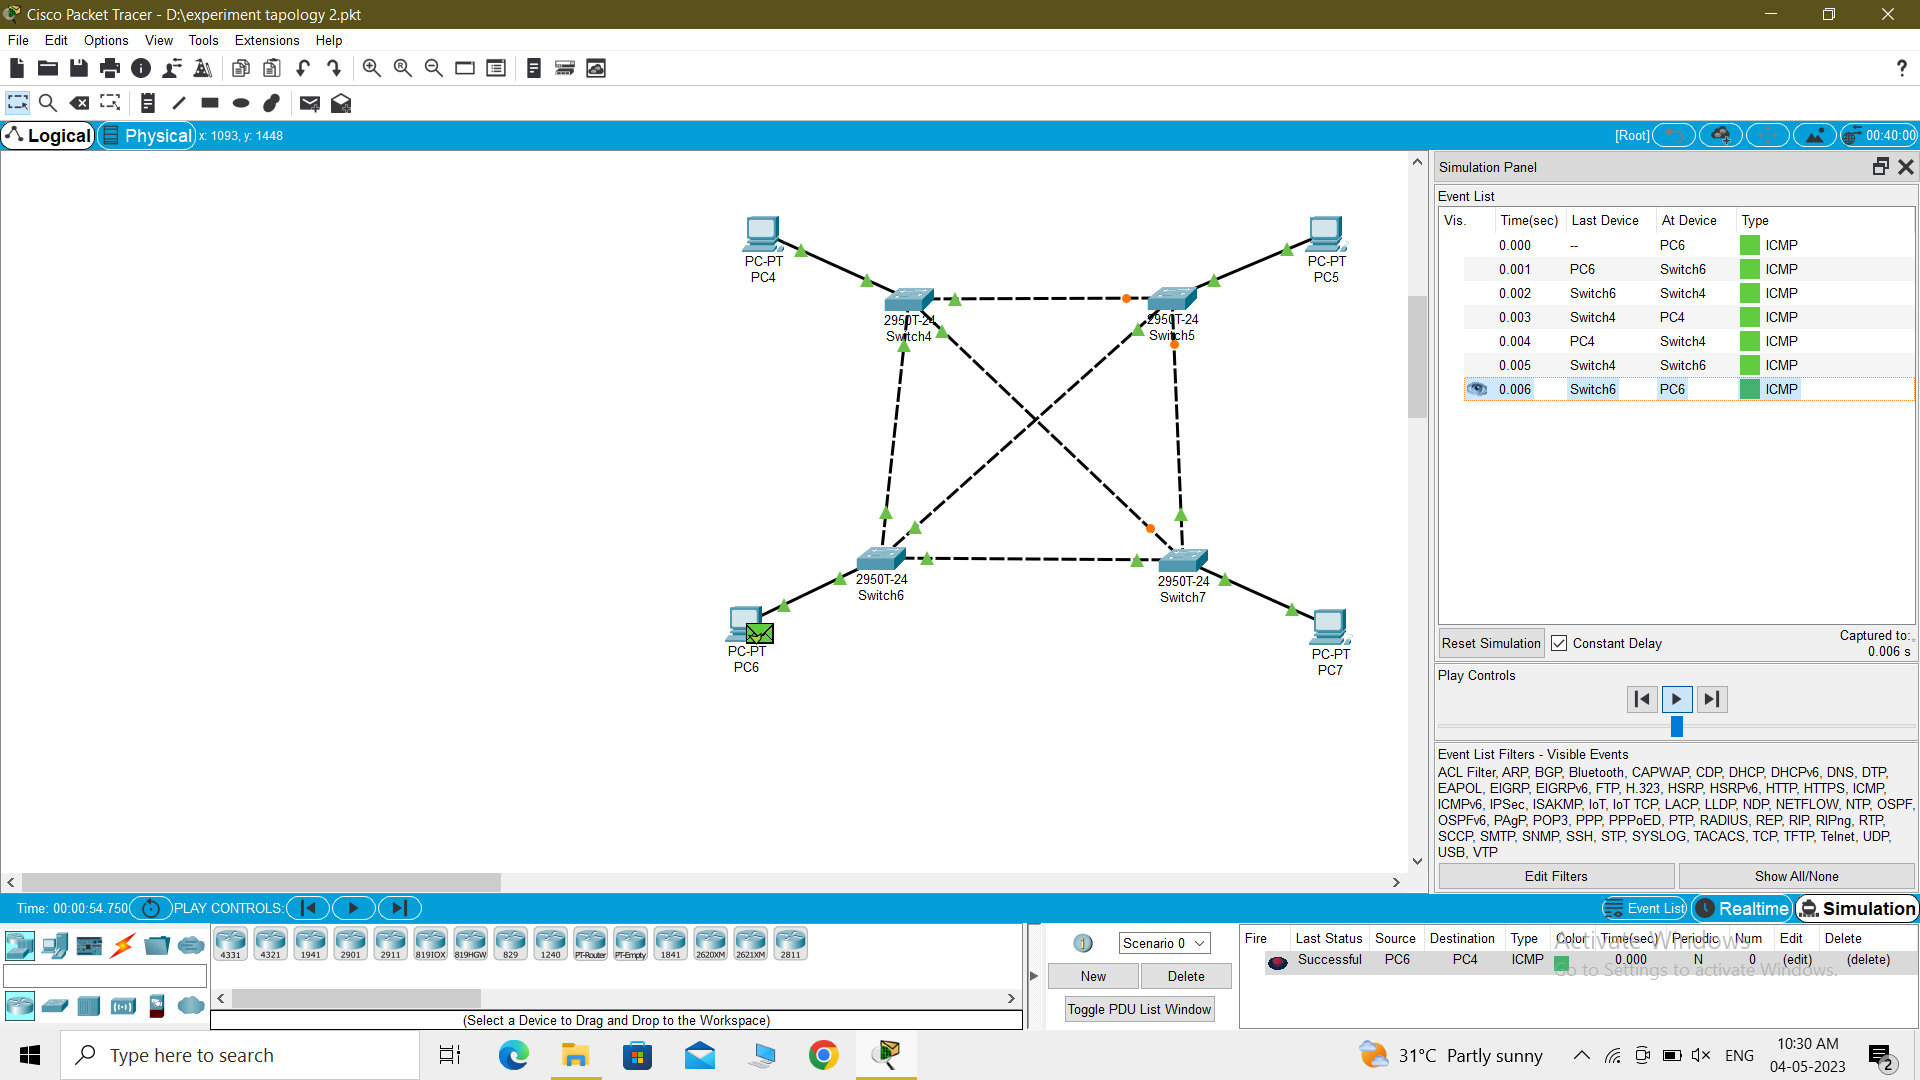 Cisco Packet Tracer - D:\experiment tapology 2.pkt
File Edit Options View Tools Extensions Help
Logical Physical x: 1093, y: 1448 [Root] 00:40:00
Simulation Panel
Event List
Vis. Time(sec) Last Device At Device Type
0.000 -- PC6 ICMP
0.001 PC6 Switch6 ICMP
0.002 Switch6 Switch4 ICMP
0.003 Switch4 PC4 ICMP
0.004 PC4 Switch4 ICMP
0.005 Switch4 Switch6 ICMP
0.006 Switch6 PC6 ICMP
PC-PT
PC4
PC-PT
PC5
2950T-24
Switch4
2950T-24
Switch5
2950T-24
Switch6
2950T-24
Switch7
PC-PT
PC6
PC-PT
PC7
Reset Simulation Constant Delay Captured to:
0.006 s
Play Controls
Event List Filters - Visible Events
ACL Filter, ARP, BGP, Bluetooth, CAPWAP, CDP, DHCP, DHCPv6, DNS, DTP,
EAPOL, EIGRP, EIGRPv6, FTP, H.323, HSRP, HSRPv6, HTTP, HTTPS, ICMP,
ICMPv6, IPSec, ISAKMP, IoT, IoT TCP, LACP, LLDP, NDP, NETFLOW, NTP, OSPF,
OSPFv6, PAgP, POP3, PPP, PPPoED, PTP, RADIUS, REP, RIP, RIPng, RTP,
SCCP, SMTP, SNMP, SSH, STP, SYSLOG, TACACS, TCP, TFTP, Telnet, UDP,
USB, VTP
Edit Filters Show All/None
Time: 00:00:54.750 PLAY CONTROLS: Event List Realtime Simulation
4331 4321 1941 2901 2911 819IOX 819HGW 829 1240 PT-Router PT-Empty 1841 2620XM 2621XM 2811
(Select a Device to Drag and Drop to the Workspace)
Scenario 0
New Delete
Toggle PDU List Window
Fire Last Status Source Destination Type Color Time(sec) Periodic Num Edit Delete
Successful PC6 PC4 ICMP 0.000 N 0 (edit) (delete)
Activate Windows
Go to Settings to activate Windows.
Type here to search
31°C Partly sunny ENG
10:30 AM
04-05-2023
2